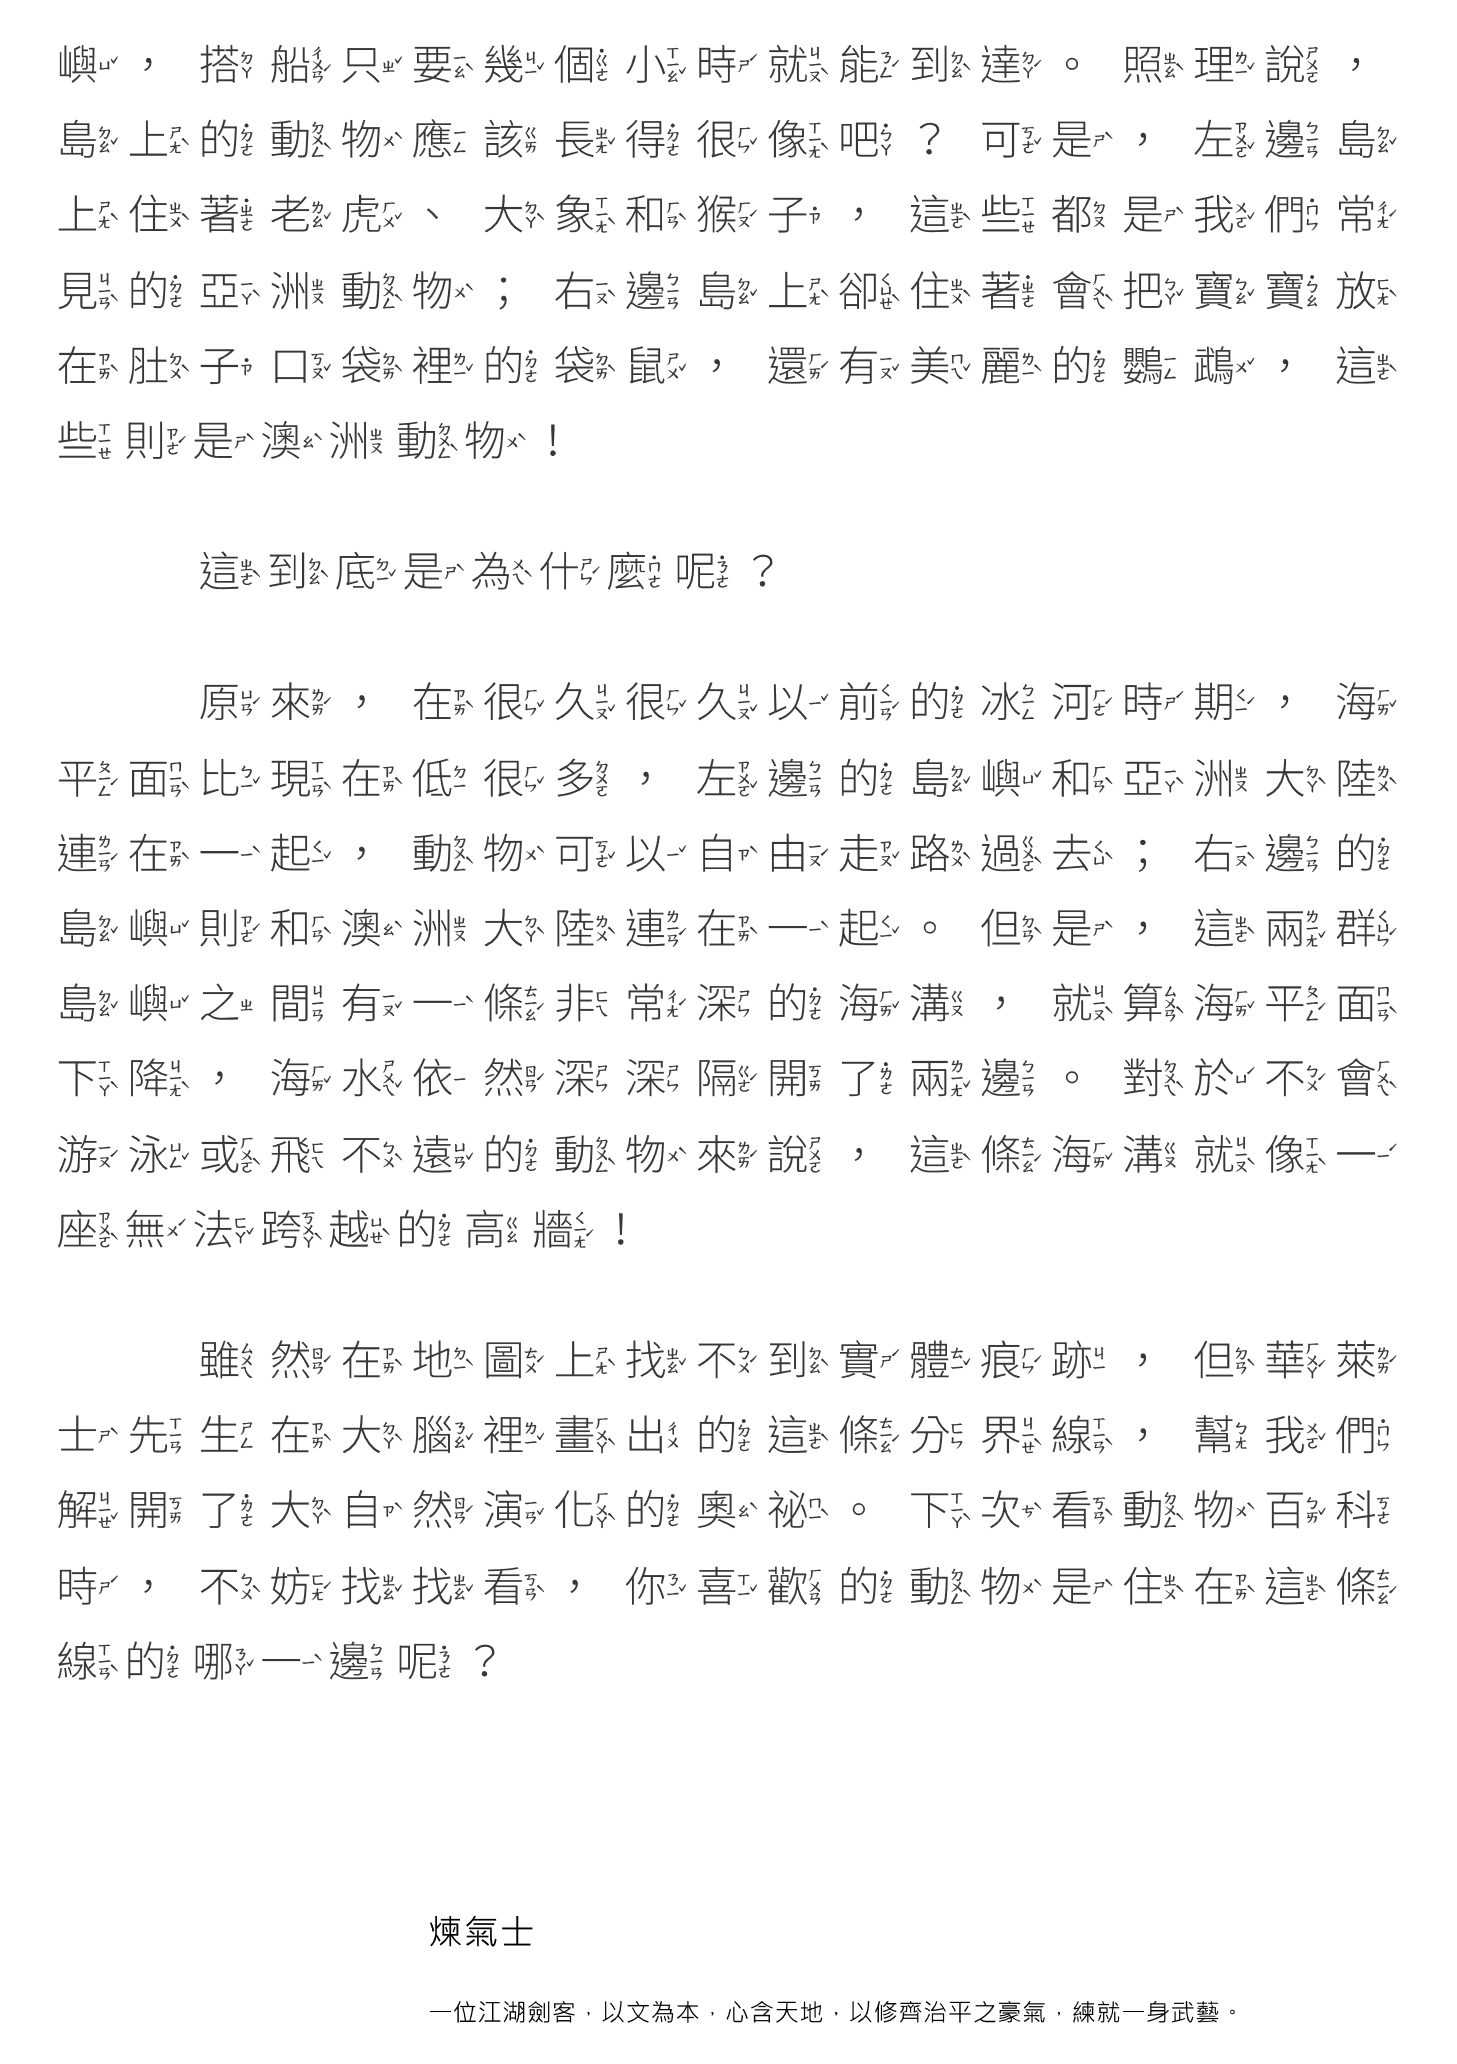 嶼，搭船只要幾個小時就能到達。照理說，
島上的動物應該長得很像吧？可是，左邊島
上住著老虎、大象和猴子，這些都是我們常
見的亞洲動物；右邊島上卻住著會把寶寶放
在肚子口袋裡的袋鼠，還有美麗的鸚鵡，這
些則是澳洲動物！
這到底是為什麼呢？
原來，在很久很久以前的冰河時期，海
平面比現在低很多，左邊的島嶼和亞洲大陸
連在一起，動物可以自由走路過去；右邊的
島嶼則和澳洲大陸連在一起。但是，這兩群
島嶼之間有一條非常深的海溝，就算海平面
下降，海水依然深深隔開了兩邊。對於不會
游泳或飛不遠的動物來說，這條海溝就像一
座無法跨越的高牆！
雖然在地圖上找不到實體痕跡，但華萊
士先生在大腦裡畫出的這條分界線，幫我們
解開了大自然演化的奧祕。下次看動物百科
時，不妨找找看，你喜歡的動物是住在這條
線的哪一邊呢？
煉氣士
一位江湖劍客，以文為本，心含天地，以修齊治平之豪氣，練就一身武藝。